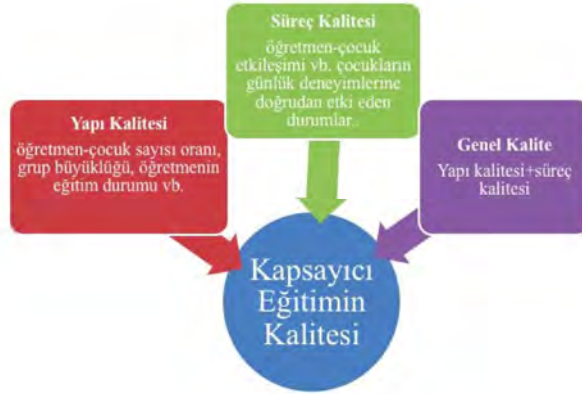 Süreç Kalitesi
öğretmen-çocuk
etkileşimi vb. çocukların
günlük deneyimlerine
doğrudan etki eden
durumlar..
Yapı Kalitesi
öğretmen-çocuk sayısı oranı,
grup büyüklüğü, öğretmenin
eğitim durumu vb.
Genel Kalite
Yapı kalitesi+süreç
kalitesi
Kapsayıcı
Eğitimin
Kalitesi